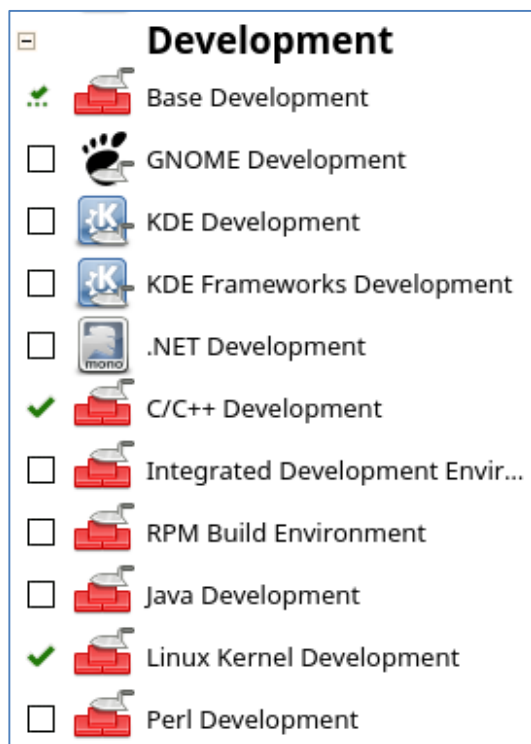 Development
Base Development
GNOME Development
KDE Development
KDE Frameworks Development
.NET Development
mono
C/C++ Development
Integrated Development Envir...
RPM Build Environment
Java Development
Linux Kernel Development
Perl Development